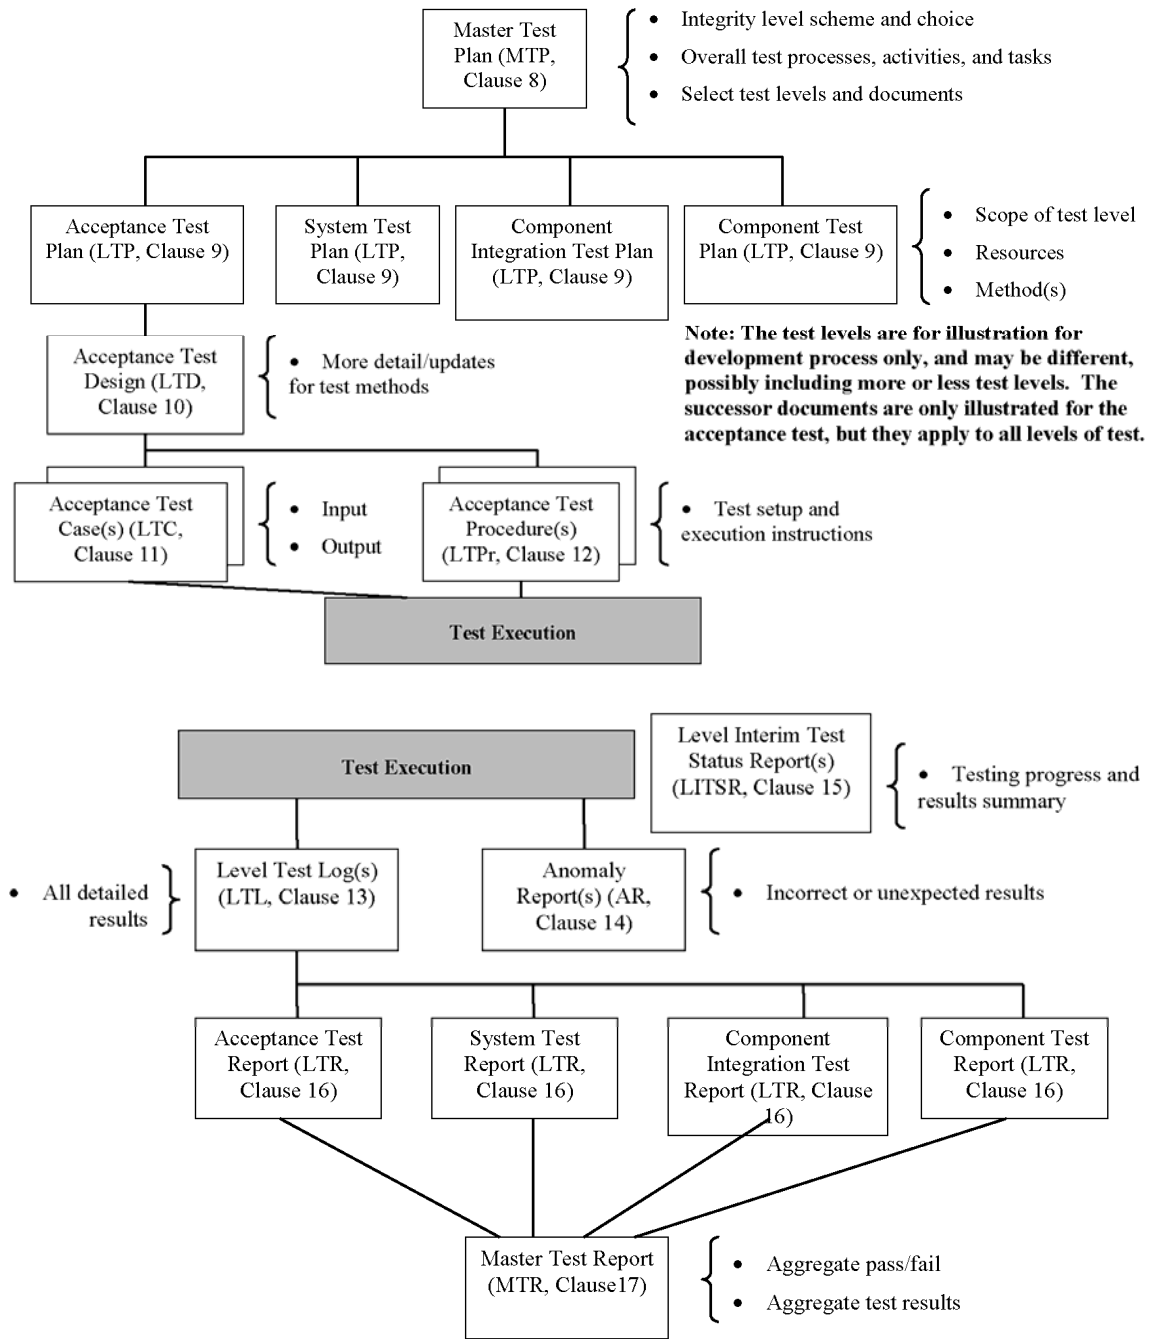 Master Test
Plan (MTP,
Clause 8)
• Integrity level scheme and choice
• Overall test processes, activities, and tasks
• Select test levels and documents
Acceptance Test
Plan (LTP, Clause 9)
System Test
Plan (LTP,
Clause 9)
Component
Integration Test Plan
(LTP, Clause 9)
Component Test
Plan (LTP, Clause 9)
• Scope of test level
• Resources
• Method(s)
Note: The test levels are for illustration for
development process only, and may be different,
possibly including more or less test levels.  The
successor documents are only illustrated for the
acceptance test, but they apply to all levels of test.
Acceptance Test
Design (LTD,
Clause 10)
• More detail/updates
for test methods
Acceptance Test
Case(s) (LTC,
Clause 11)
• Input
• Output
Acceptance Test
Procedure(s)
(LTPr, Clause 12)
• Test setup and
execution instructions
Test Execution
Test Execution
Level Interim Test
Status Report(s)
(LITSR, Clause 15)
• Testing progress and
results summary
• All detailed
results
Level Test Log(s)
(LTL, Clause 13)
Anomaly
Report(s) (AR,
Clause 14)
• Incorrect or unexpected results
Acceptance Test
Report (LTR,
Clause 16)
System Test
Report (LTR,
Clause 16)
Component
Integration Test
Report (LTR, Clause
16)
Component Test
Report (LTR,
Clause 16)
Master Test Report
(MTR, Clause17)
• Aggregate pass/fail
• Aggregate test results